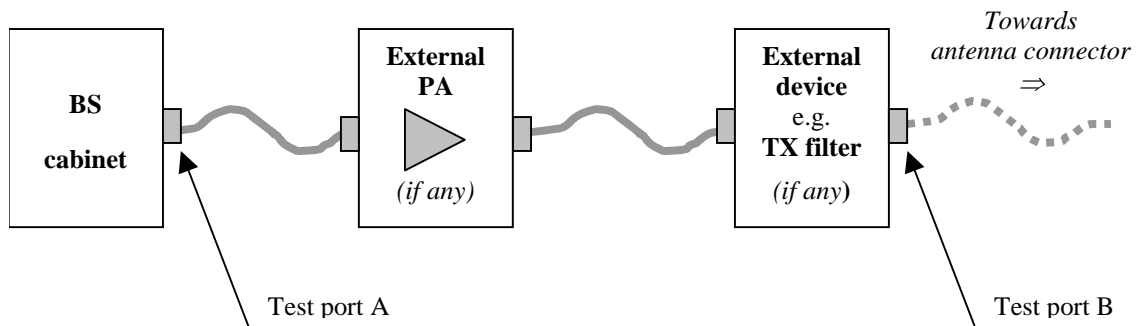 BS
cabinet
External
PA
(if any)
External
device
e.g.
TX filter
(if any)
Towards
antenna connector
⇒
Test port A
Test port B